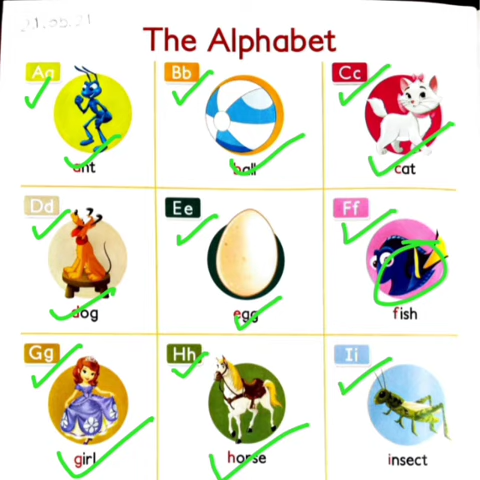 The Alphabet
Aa
Bb
Cc
ant
ball
cat
Dd
Ee
Ff
dog
egg
fish
Gg
Hh
Ii
girl
horse
insect